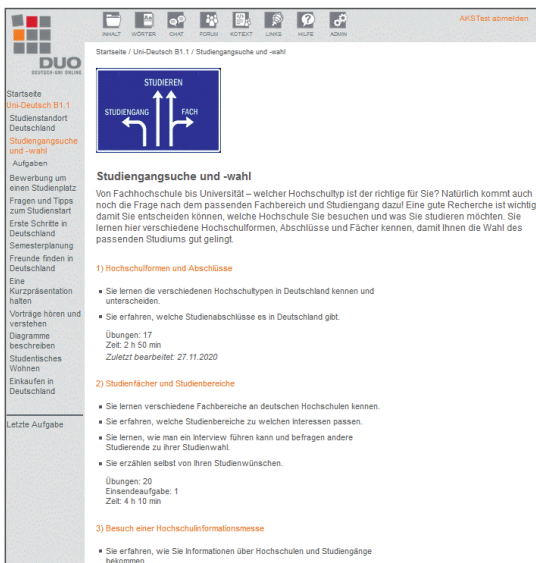 INHALT WÖRTER CHAT FORUM KOTEXT LINKS HILFE ADMIN
AKSTest abmelden
DUO
DEUTSCH-UNI ONLINE
Startseite / Uni-Deutsch B1.1 / Studiengangsuche und -wahl
Startseite
Uni-Deutsch B1.1
Studienstandort
Deutschland
Studiengangsuche
und –wahl
Aufgaben
Bewerbung um
einen Studienplatz
Fragen und Tipps
zum Studienstart
Erste Schritte in
Deutschland
Semesterplanung
Freunde finden in
Deutschland
Eine
Kurzpräsentation
halten
Vorträge hören und
verstehen
Diagramme
beschreiben
Studentisches
Wohnen
Einkaufen in
Deutschland
Letzte Aufgabe
STUDIEREN
STUDIENGANG
FACH
Studiengangsuche und -wahl
Von Fachhochschule bis Universität – welcher Hochschultyp ist der richtige für Sie? Natürlich kommt auch
noch die Frage nach dem passenden Fachbereich und Studiengang dazu! Eine gute Recherche ist wichtig,
damit Sie entscheiden können, welche Hochschule Sie besuchen und was Sie studieren möchten. Sie
lernen hier verschiedene Hochschulformen, Abschlüsse und Fächer kennen, damit Ihnen die Wahl des
passenden Studiums gut gelingt.
1) Hochschulformen und Abschlüsse
Sie lernen die verschiedenen Hochschultypen in Deutschland kennen und
unterscheiden.
Sie erfahren, welche Studienabschlüsse es in Deutschland gibt.
Übungen: 17
Zeit: 2 h 50 min
Zuletzt bearbeitet: 27.11.2020
2) Studienfächer und Studienbereiche
Sie lernen verschiedene Fachbereiche an deutschen Hochschulen kennen.
Sie erfahren, welche Studienbereiche zu welchen Interessen passen.
Sie lernen, wie man ein Interview führen kann und befragen andere
Studierende zu ihrer Studienwahl.
Sie erzählen selbst von Ihren Studienwünschen.
Übungen: 20
Einsendeaufgabe: 1
Zeit: 4 h 10 min
3) Besuch einer Hochschulinformationsmesse
Sie erfahren, wie Sie Informationen über Hochschulen und Studiengänge
bekommen.